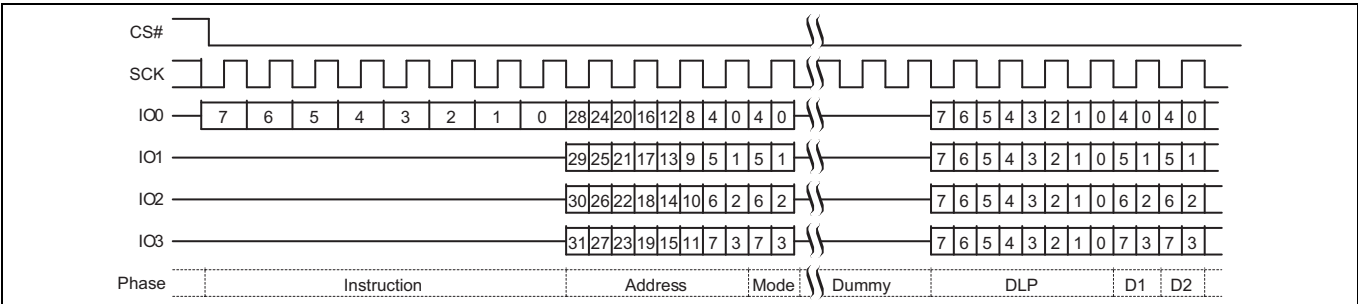 CS#
SCK
IO0 7 6 5 4 3 2 1 0 28 24 20 16 12 8 4 0 4 0 7 6 5 4 3 2 1 0 4 0 4 0
IO1 29 25 21 17 13 9 5 1 5 1 7 6 5 4 3 2 1 0 5 1 5 1
IO2 30 26 22 18 14 10 6 2 6 2 7 6 5 4 3 2 1 0 6 2 6 2
IO3 31 27 23 19 15 11 7 3 7 3 7 6 5 4 3 2 1 0 7 3 7 3
Phase Instruction Address Mode Dummy DLP D1 D2